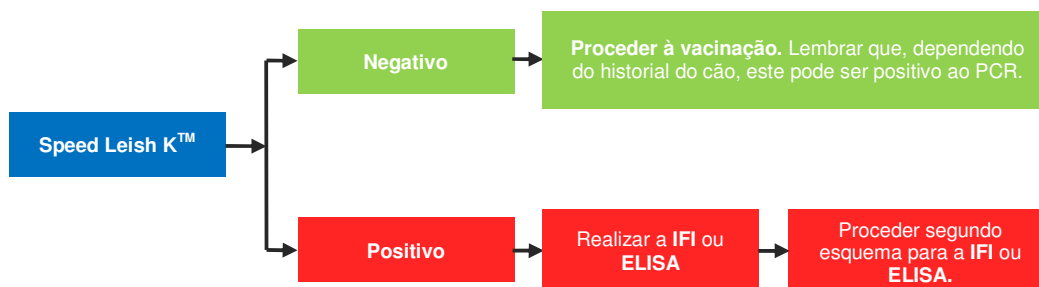 Negativo
Proceder à vacinação. Lembrar que, dependendo
do historial do cão, este pode ser positivo ao PCR.
Speed Leish K™
Positivo
Realizar a IFI ou
ELISA
Proceder segundo
esquema para a IFI ou
ELISA.